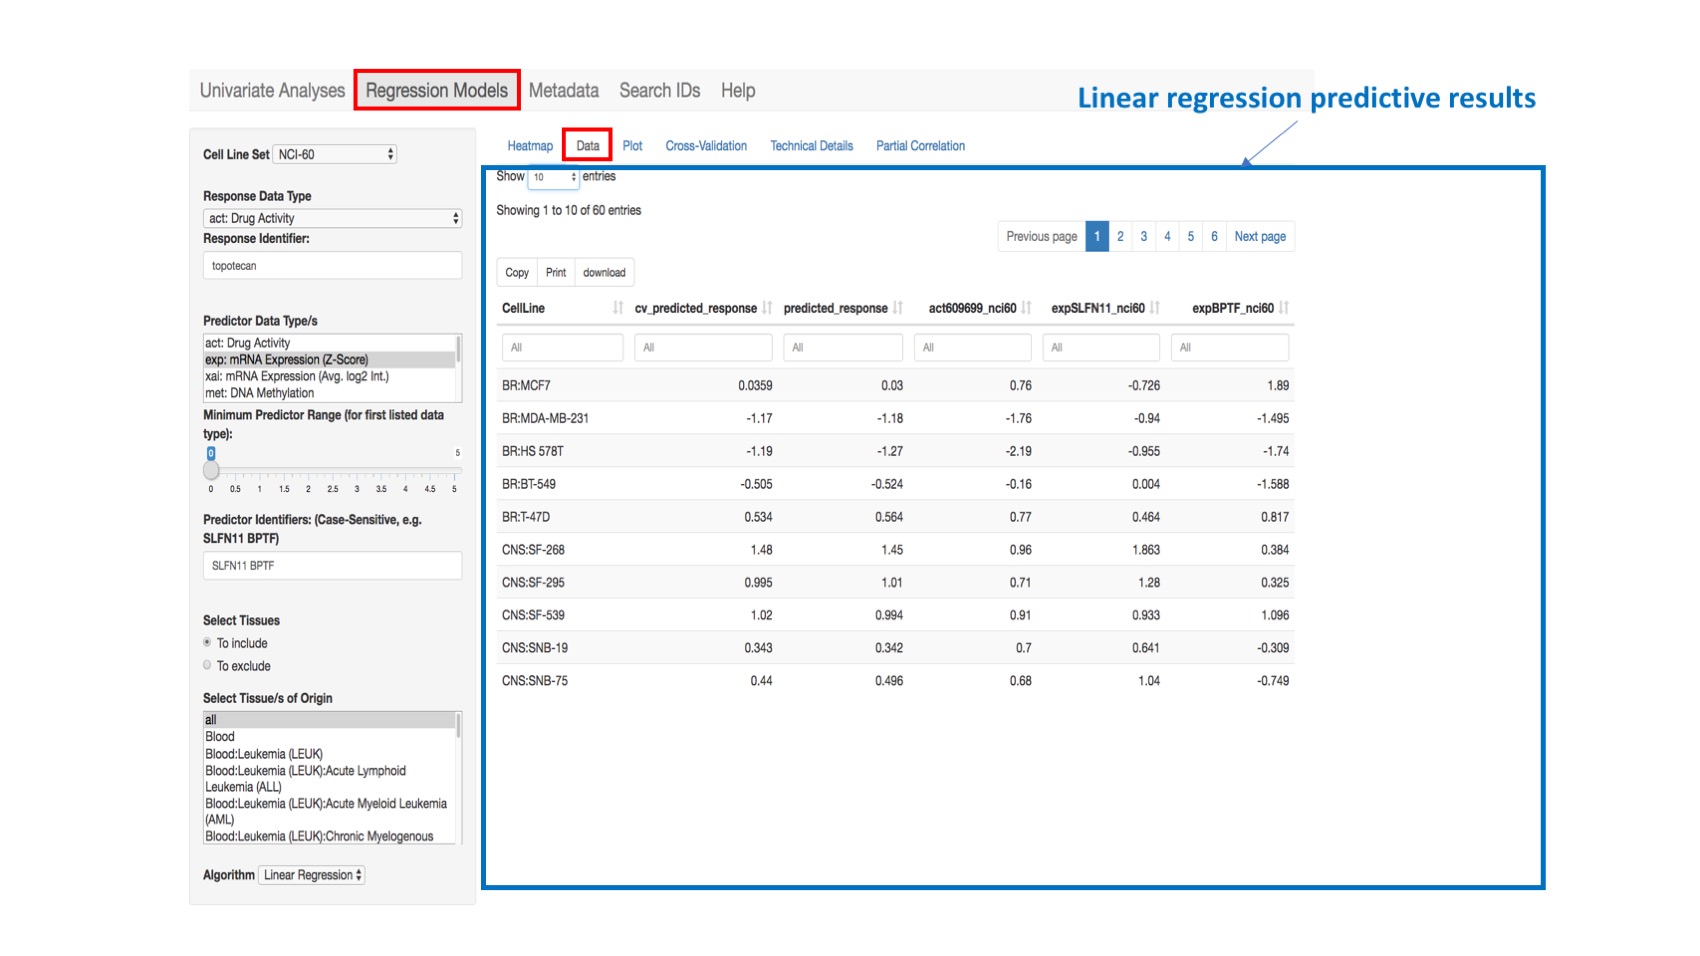 Univariate Analyses Regression Models Metadata Search IDs Help
Linear regression predictive results
Cell Line Set NCI-60
Response Data Type
act: Drug Activity
Response Identifier:
topotecan
Predictor Data Type/s
act: Drug Activity
exp: mRNA Expression (Z-Score)
xai: mRNA Expression (Avg. log2 Int.)
met: DNA Methylation
Minimum Predictor Range (for first listed data
type):
0 5
0 0.5 1 1.5 2 2.5 3 3.5 4 4.5 5
Predictor Identifiers: (Case-Sensitive, e.g.
SLFN11 BPTF)
SLFN11 BPTF
Select Tissues
To include
To exclude
Select Tissue/s of Origin
all
Blood
Blood:Leukemia (LEUK)
Blood:Leukemia (LEUK):Acute Lymphoid
Leukemia (ALL)
Blood:Leukemia (LEUK):Acute Myeloid Leukemia
(AML)
Blood:Leukemia (LEUK):Chronic Myelogenous
Algorithm Linear Regression
Heatmap Data Plot Cross-Validation Technical Details Partial Correlation
Show 10 entries
Showing 1 to 10 of 60 entries
Previous page 1 2 3 4 5 6 Next page
Copy Print download
CellLine cv_predicted_response predicted_response act609699_nci60 expSLFN11_nci60 expBPTF_nci60
All All All All All All
BR:MCF7 0.0359 0.03 0.76 -0.726 1.89
BR:MDA-MB-231 -1.17 -1.18 -1.76 -0.94 -1.495
BR:HS 578T -1.19 -1.27 -2.19 -0.955 -1.74
BR:BT-549 -0.505 -0.524 -0.16 0.004 -1.588
BR:T-47D 0.534 0.564 0.77 0.464 0.817
CNS:SF-268 1.48 1.45 0.96 1.863 0.384
CNS:SF-295 0.995 1.01 0.71 1.28 0.325
CNS:SF-539 1.02 0.994 0.91 0.933 1.096
CNS:SNB-19 0.343 0.342 0.7 0.641 -0.309
CNS:SNB-75 0.44 0.496 0.68 1.04 -0.749